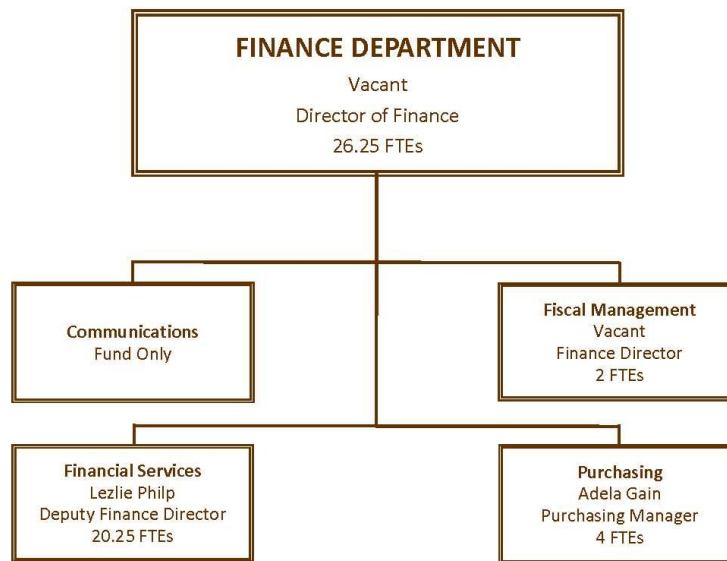 FINANCE DEPARTMENT
Vacant
Director of Finance
26.25 FTEs
Communications
Fund Only
Fiscal Management
Vacant
Finance Director
2 FTEs
Financial Services
Lezlie Philp
Deputy Finance Director
20.25 FTEs
Purchasing
Adela Gain
Purchasing Manager
4 FTEs